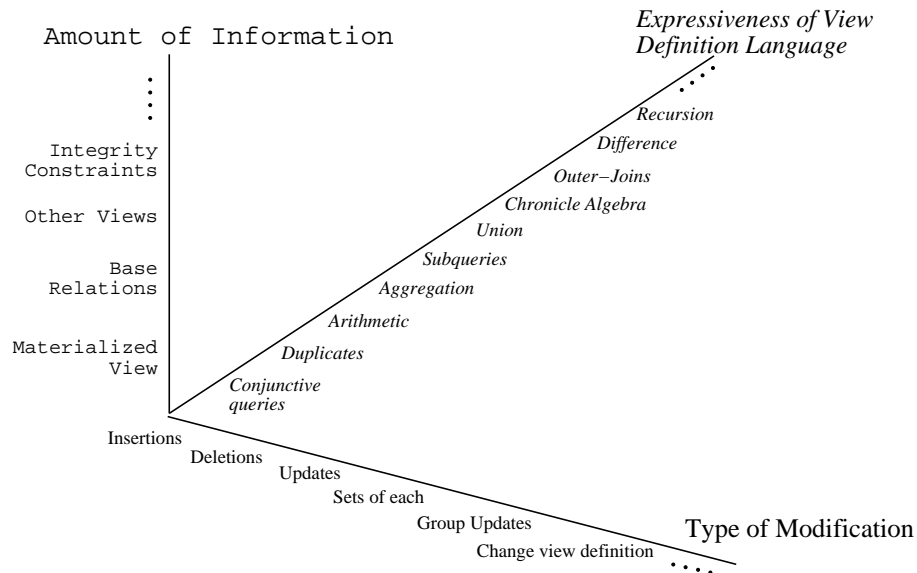 Amount of Information
Expressiveness of View
Definition Language
Integrity
Constraints
Other Views
Base
Relations
Materialized
View
Recursion
Difference
Outer–Joins
Chronicle Algebra
Union
Subqueries
Aggregation
Arithmetic
Duplicates
Conjunctive
queries
Insertions
Deletions
Updates
Sets of each
Group Updates
Change view definition
Type of Modification